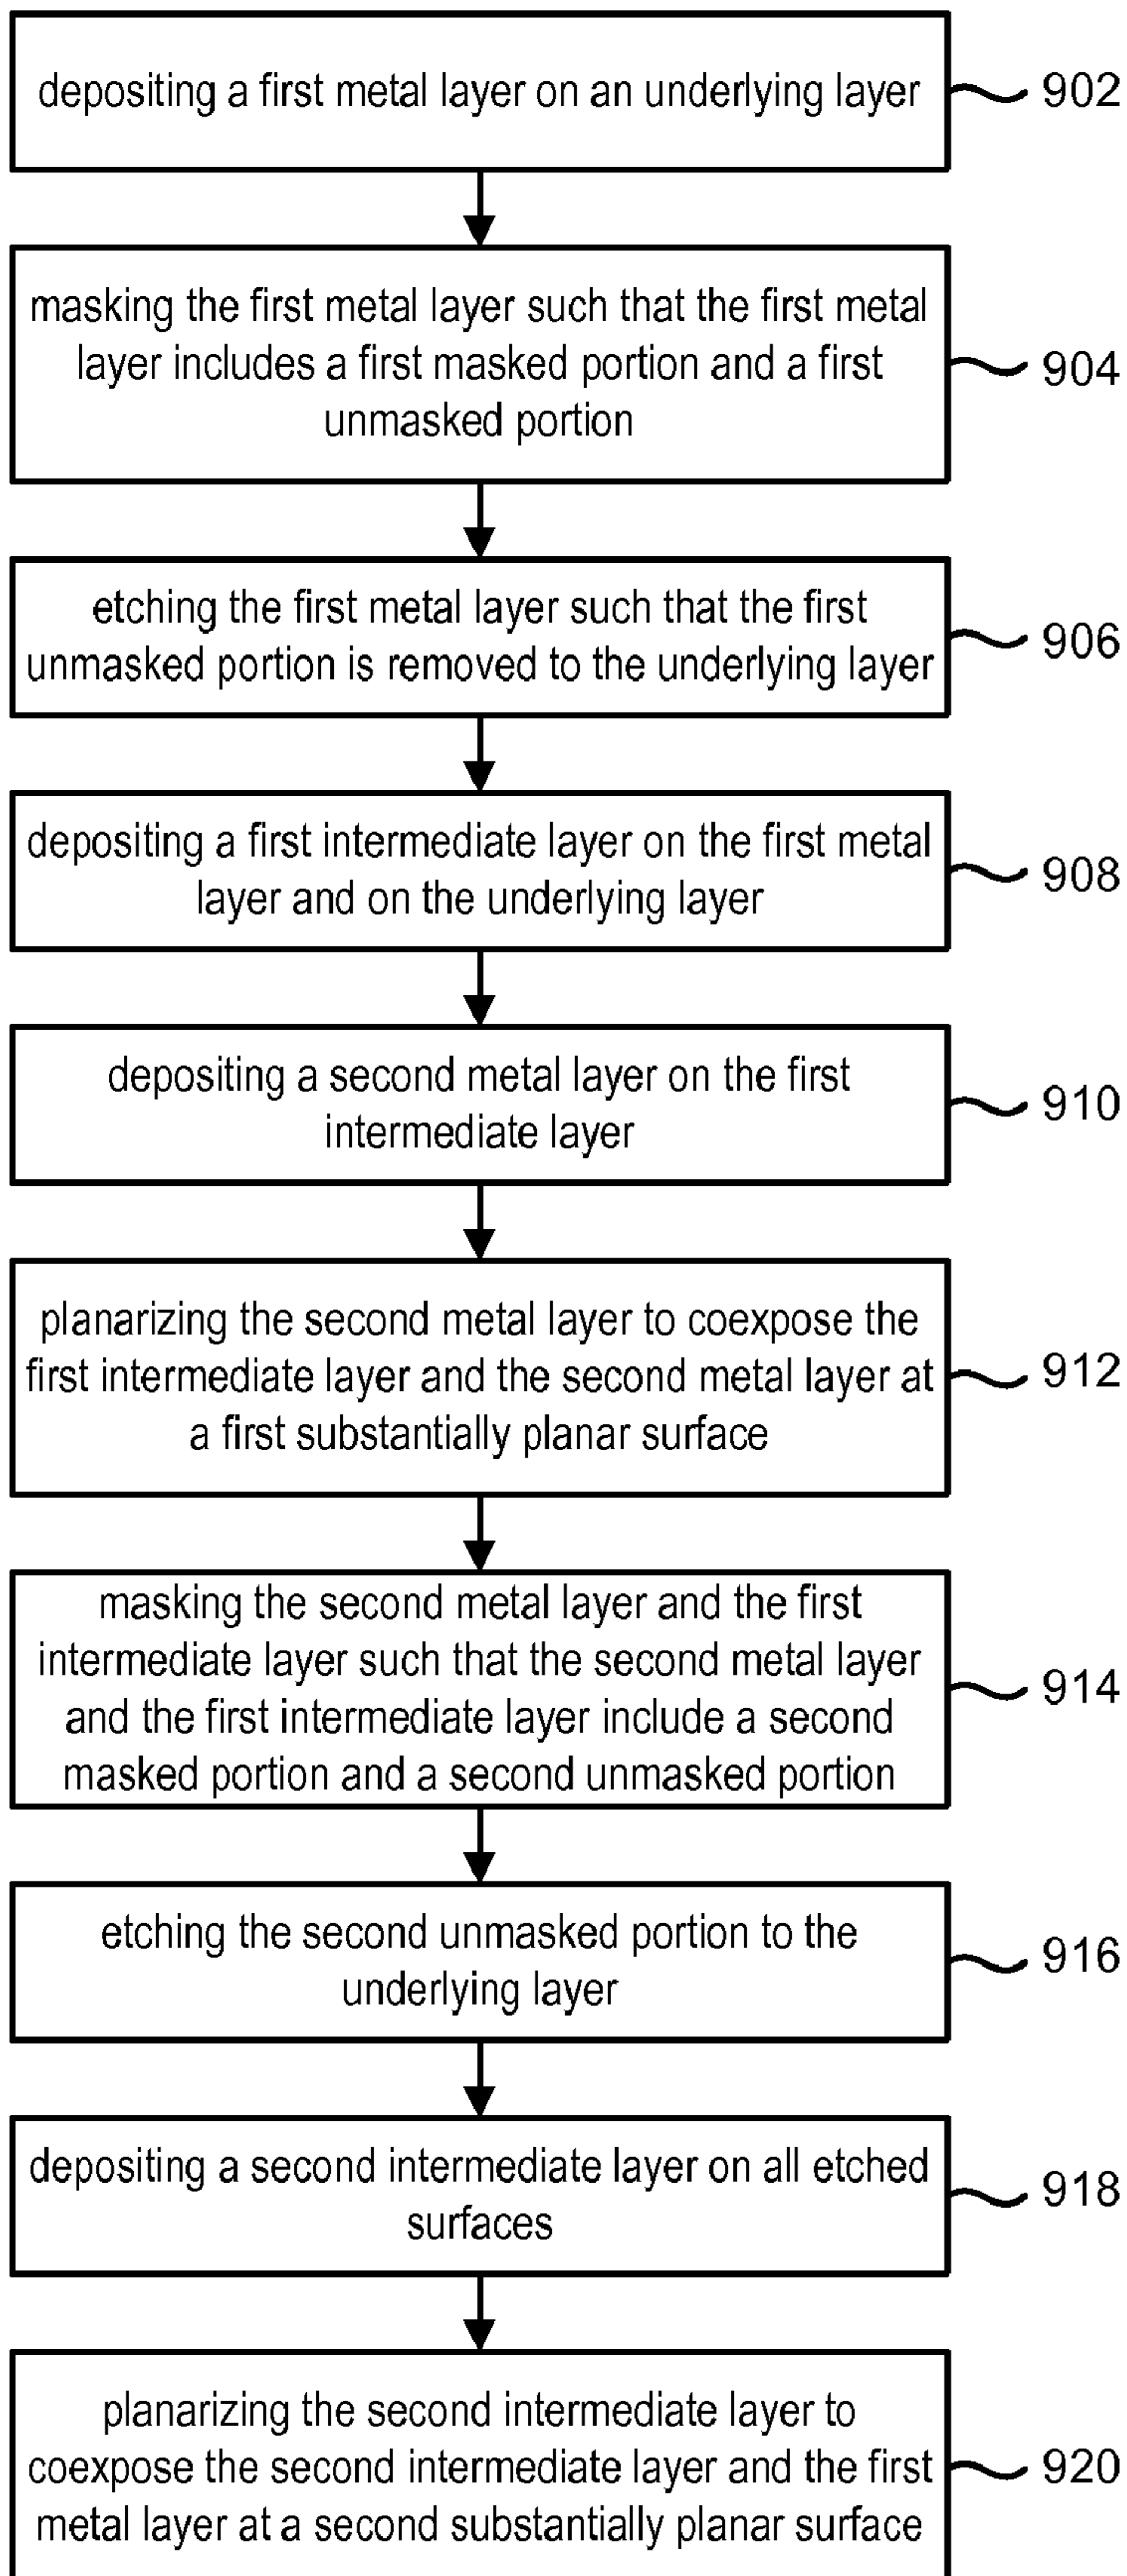 depositing a first metal layer on an underlying layer
902
masking the first metal layer such that the first metal
layer includes a first masked portion and a first
unmasked portion
904
etching the first metal layer such that the first
unmasked portion is removed to the underlying layer
906
depositing a first intermediate layer on the first metal
layer and on the underlying layer
908
depositing a second metal layer on the first
intermediate layer
910
planarizing the second metal layer to coexpose the
first intermediate layer and the second metal layer at
a first substantially planar surface
912
masking the second metal layer and the first
intermediate layer such that the second metal layer
and the first intermediate layer include a second
masked portion and a second unmasked portion
914
etching the second unmasked portion to the
underlying layer
916
depositing a second intermediate layer on all etched
surfaces
918
planarizing the second intermediate layer to
coexpose the second intermediate layer and the first
metal layer at a second substantially planar surface
920